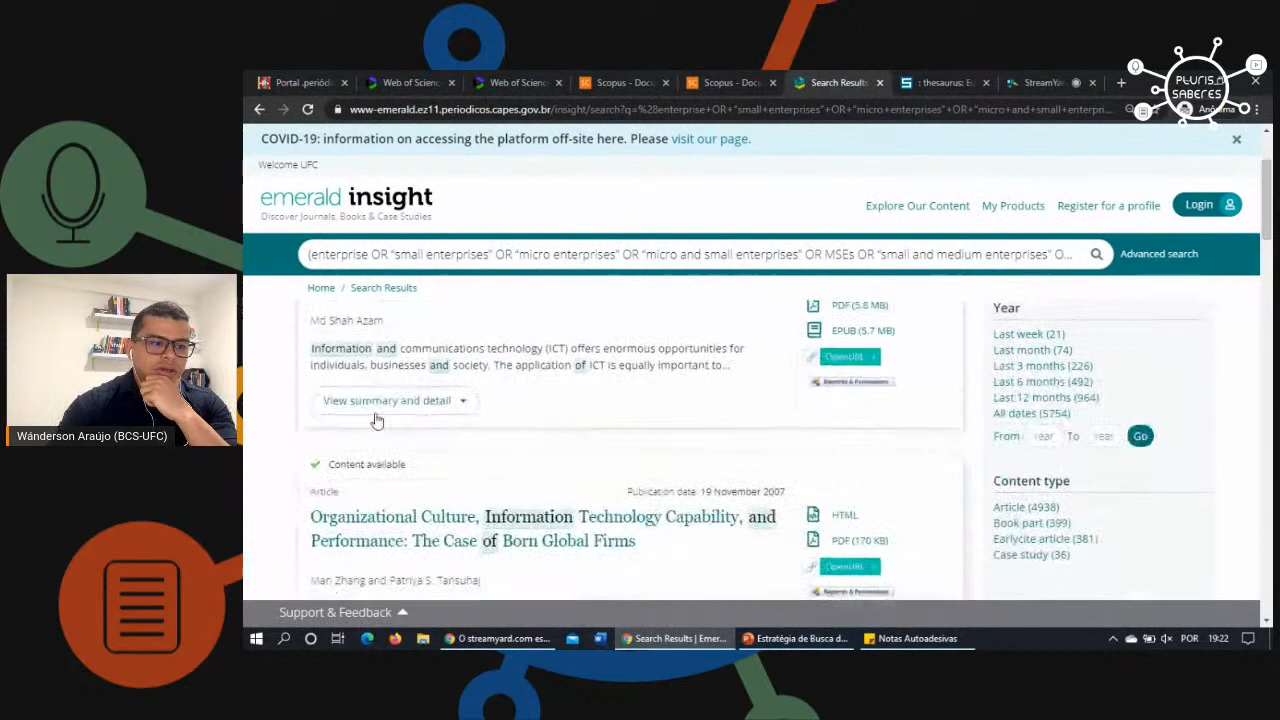 PLURIS
SABERES
Portal .periódi
Web of Scienc
Web of Scienc
Scopus - Docu
Scopus - Docu
Search Results
: thesaurus: Eu
StreamYar
www-emerald.ez11.periodicos.capes.gov.br/insight/search?q=%28enterprise+OR+"small+enterprises"+OR+"micro+enterprises"+OR+"micro+and+small+enterpri...
COVID-19: information on accessing the platform off-site here. Please visit our page.
Welcome UFC
emerald insight
Discover Journals, Books & Case Studies
Explore Our Content
My Products
Register for a profile
Login
(enterprise OR "small enterprises" OR "micro enterprises" OR "micro and small enterprises" OR MSEs OR "small and medium enterprises" O...
Advanced search
Home / Search Results
Md Shah Azam
Information and communications technology (ICT) offers enormous opportunities for
individuals, businesses and society. The application of ICT is equally important to...
View summary and detail
PDF (5.8 MB)
EPUB (5.7 MB)
OpenURL
Content available
Article
Publication date: 19 November 2007
Organizational Culture, Information Technology Capability, and
Performance: The Case of Born Global Firms
Man Zhang and Patriya S. Tansuhaj
HTML
PDF (170 KB)
OpenURL
Year
Last week (21)
Last month (74)
Last 3 months (226)
Last 6 months (492)
Last 12 months (964)
All dates (5754)
From Year To Year Go
Content type
Article (4938)
Book part (399)
Earlycite article (381)
Case study (36)
Support & Feedback
Wánderson Araújo (BCS-UFC)
O streamyard.com es...
Search Results | Emer...
Estratégia de Busca d...
Notas Autoadesivas
POR
19:22